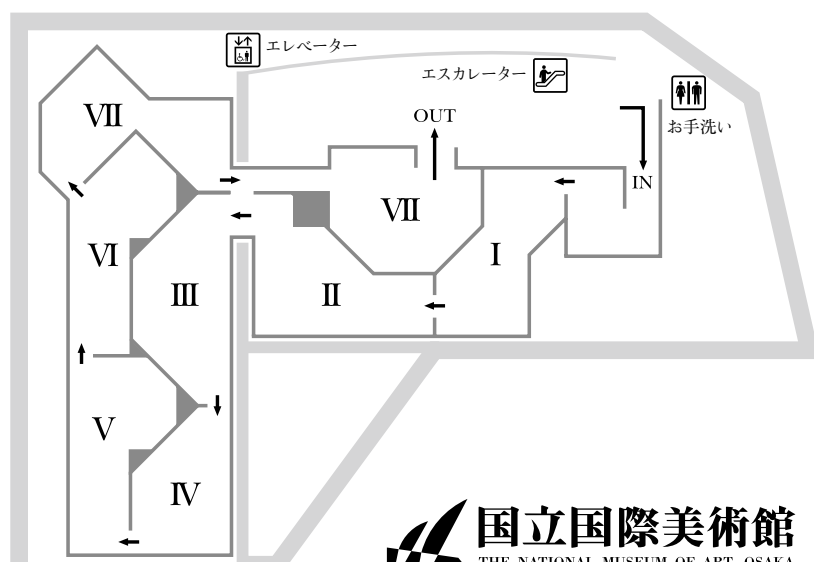 エレベーター
エスカレーター
お手洗い
OUT
IN
VII
VII
VI
III
II
I
V
IV
国立国際美術館
THE NATIONAL MUSEUM OF ART, OSAKA